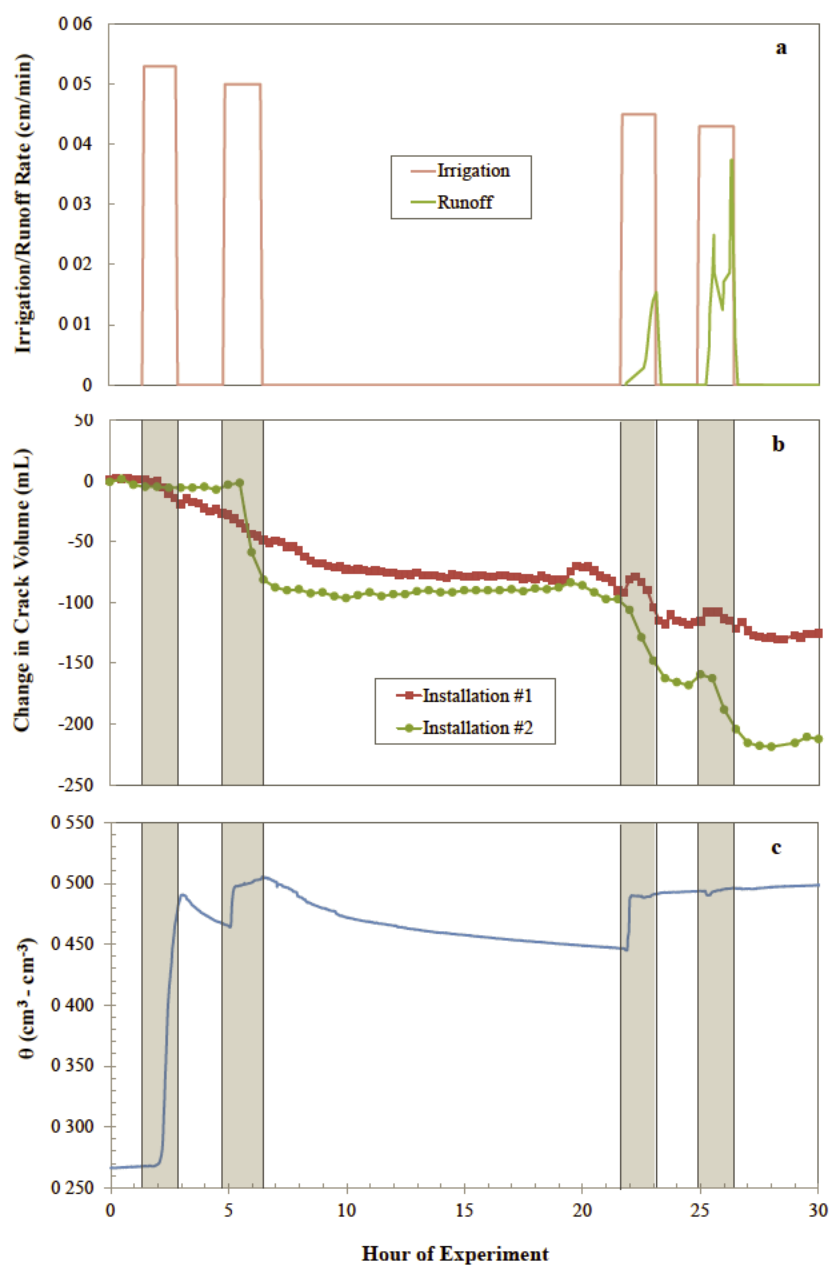 0 06
0 05
0 04
0 03
0 02
0 01
0
Irrigation/Runoff Rate (cm/min)
a
Irrigation
Runoff
50
0
-50
-100
-150
-200
-250
Change in Crack Volume (mL)
b
Installation #1
Installation #2
0 550
0 500
0 450
0 400
0 350
0 300
0 250
θ (cm³ - cm-³)
c
0 5 10 15 20 25 30
Hour of Experiment